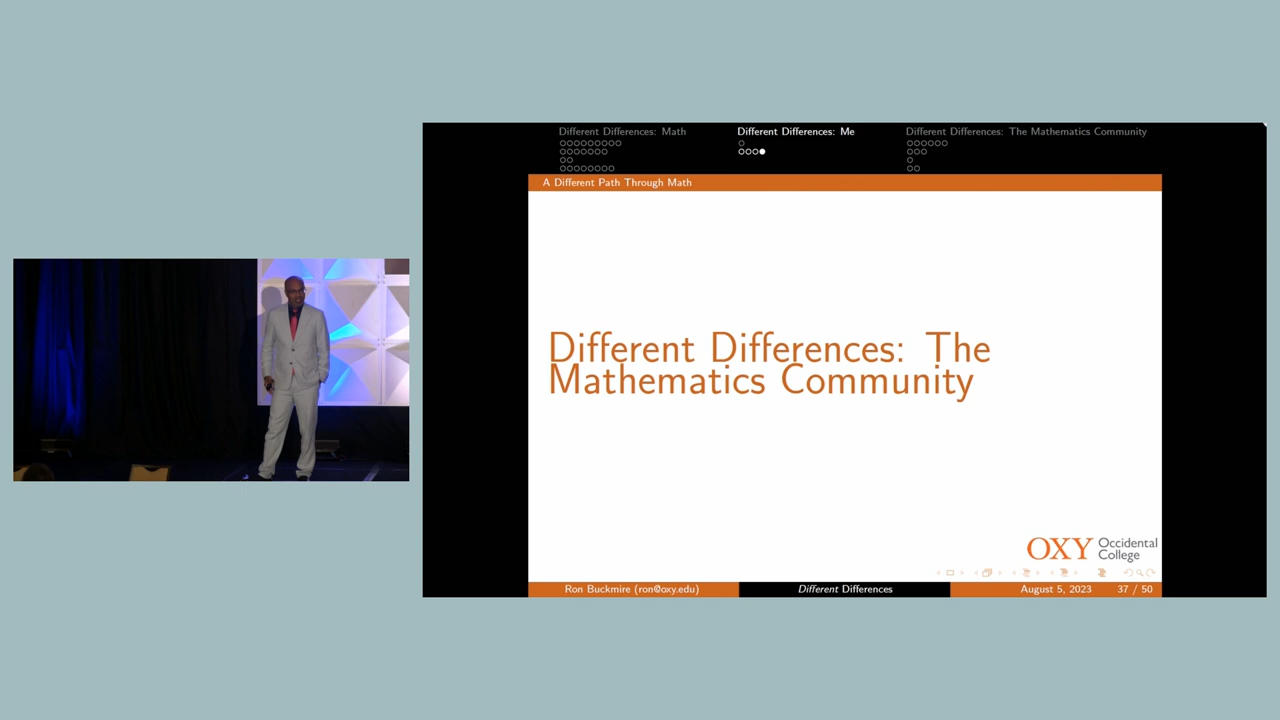 Different Differences: Math
Different Differences: Me
Different Differences: The Mathematics Community
A Different Path Through Math
Different Differences: The
Mathematics Community
OXY Occidental
College
Ron Buckmire (ron@oxy.edu)
Different Differences
August 5, 2023
37 / 50